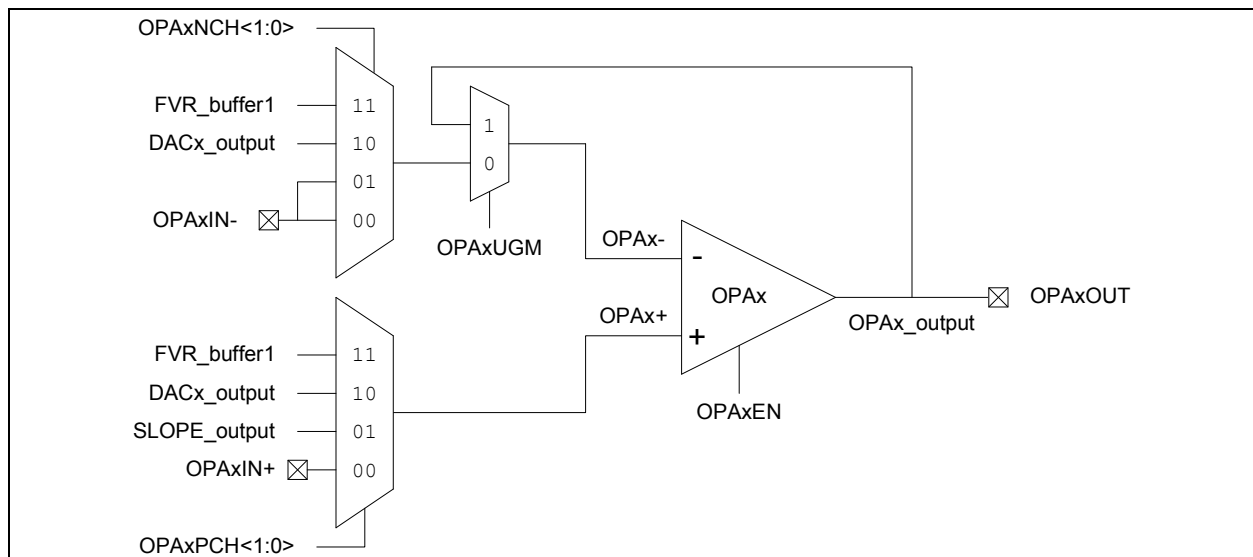 OPAxNCH<1:0>
FVR_buffer1
11
DACx_output
10
1
01
0
OPAxIN-
00
OPAxUGM
OPAx-
-
OPAx
OPAxOUT
OPAx+
OPAx_output
+
FVR_buffer1
11
DACx_output
10
OPAxEN
SLOPE_output
01
OPAxIN+
00
OPAxPCH<1:0>